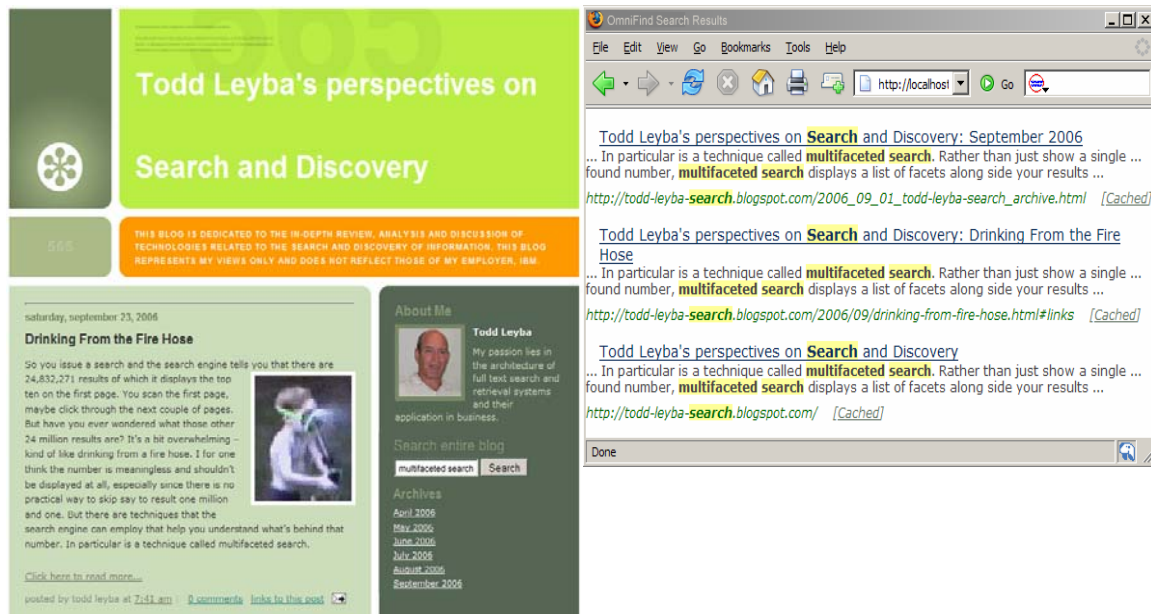 Todd Leyba's perspectives on
Search and Discovery
565
THIS BLOG IS DEDICATED TO THE IN-DEPTH REVIEW, ANALYSIS AND DISCUSSION OF
TECHNOLOGIES RELATED TO THE SEARCH AND DISCOVERY OF INFORMATION. THIS BLOG
REPRESENTS MY VIEWS ONLY AND DOES NOT REFLECT THOSE OF MY EMPLOYER, IBM.
saturday, september 23, 2006
Drinking From the Fire Hose
So you issue a search and the search engine tells you that there are
24,832,271 results of which it displays the top
ten on the first page. You scan the first page,
maybe click through the next couple of pages.
But have you ever wondered what those other
24 million results are? It's a bit overwhelming –
kind of like drinking from a fire hose. I for one
think the number is meaningless and shouldn't
be displayed at all, especially since there is no
practical way to skip say to result one million
and one. But there are techniques that the
search engine can employ that help you understand what's behind that
number. In particular is a technique called multifaceted search.
Click here to read more...
posted by todd leyba at 7:41 am 0 comments links to this post
About Me
Todd Leyba
My passion lies in
the architecture of
full text search and
retrieval systems
and their
application in business.
Search entire blog
multifaceted search Search
Archives
April 2006
May 2006
June 2006
July 2006
August 2006
September 2006
OmniFind Search Results
File Edit View Go Bookmarks Tools Help
http://localhost Go
Todd Leyba's perspectives on Search and Discovery: September 2006
... In particular is a technique called multifaceted search. Rather than just show a single ...
found number, multifaceted search displays a list of facets along side your results ...
http://todd-leyba-search.blogspot.com/2006_09_01_todd-leyba-search_archive.html [Cached]
Todd Leyba's perspectives on Search and Discovery: Drinking From the Fire
Hose
... In particular is a technique called multifaceted search. Rather than just show a single ...
found number, multifaceted search displays a list of facets along side your results ...
http://todd-leyba-search.blogspot.com/2006/09/drinking-from-fire-hose.html#links [Cached]
Todd Leyba's perspectives on Search and Discovery
... In particular is a technique called multifaceted search. Rather than just show a single ...
found number, multifaceted search displays a list of facets along side your results ...
http://todd-leyba-search.blogspot.com/ [Cached]
Done